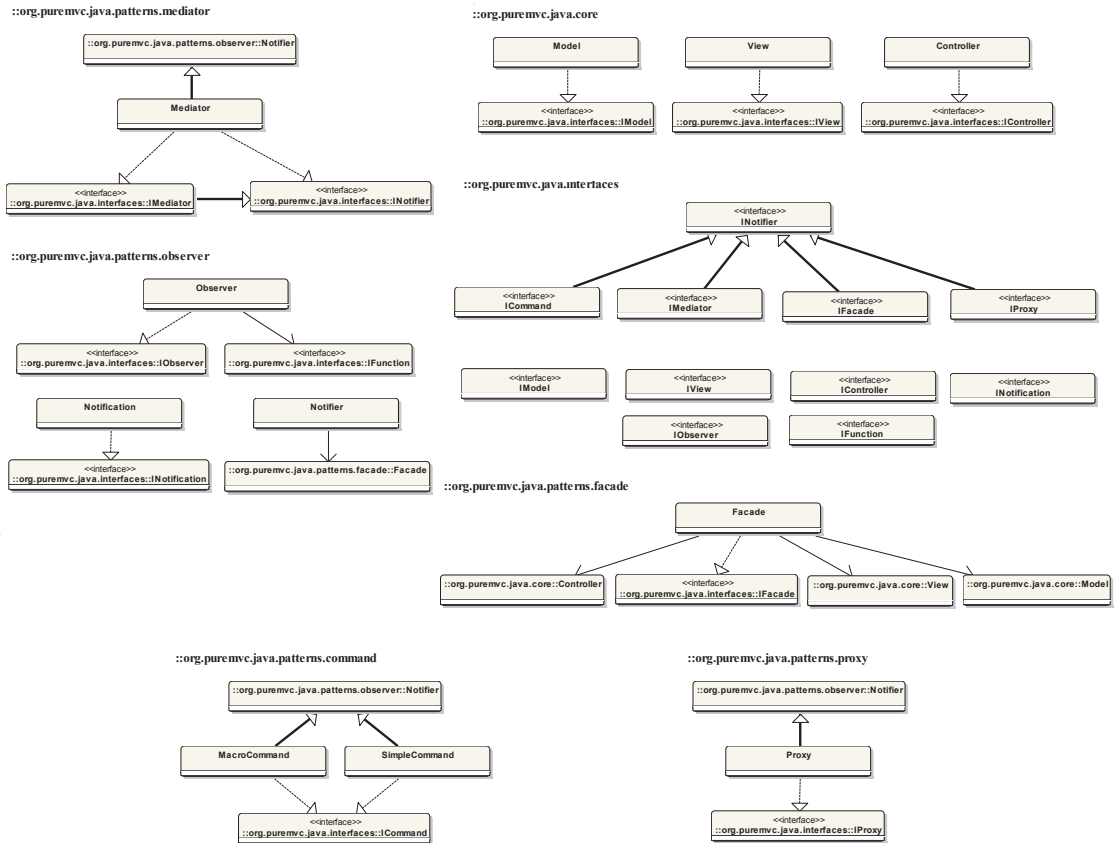 ::org.puremvc.java.patterns.mediator
::org.puremvc.java.patterns.observer::Notifier
Mediator
<<interface>>
::org.puremvc.java.interfaces::IMediator
<<interface>>
::org.puremvc.java.interfaces::INotifier
::org.puremvc.java.core
Model
View
Controller
<<interface>>
::org.puremvc.java.interfaces::IModel
<<interface>>
::org.puremvc.java.interfaces::IView
<<interface>>
::org.puremvc.java.interfaces::IController
::org.puremvc.java.interfaces
<<interface>>
INotifier
<<interface>>
ICommand
<<interface>>
IMediator
<<interface>>
IFacade
<<interface>>
IProxy
<<interface>>
IModel
<<interface>>
IView
<<interface>>
IController
<<interface>>
INotification
<<interface>>
IObserver
<<interface>>
IFunction
::org.puremvc.java.patterns.observer
Observer
<<interface>>
::org.puremvc.java.interfaces::IObserver
<<interface>>
::org.puremvc.java.interfaces::IFunction
Notification
Notifier
<<interface>>
::org.puremvc.java.interfaces::INotification
::org.puremvc.java.patterns.facade::Facade
::org.puremvc.java.patterns.facade
Facade
::org.puremvc.java.core::Controller
<<interface>>
::org.puremvc.java.interfaces::IFacade
::org.puremvc.java.core::View
::org.puremvc.java.core::Model
::org.puremvc.java.patterns.command
::org.puremvc.java.patterns.observer::Notifier
MacroCommand
SimpleCommand
<<interface>>
::org.puremvc.java.interfaces::ICommand
::org.puremvc.java.patterns.proxy
::org.puremvc.java.patterns.observer::Notifier
Proxy
<<interface>>
::org.puremvc.java.interfaces::IProxy